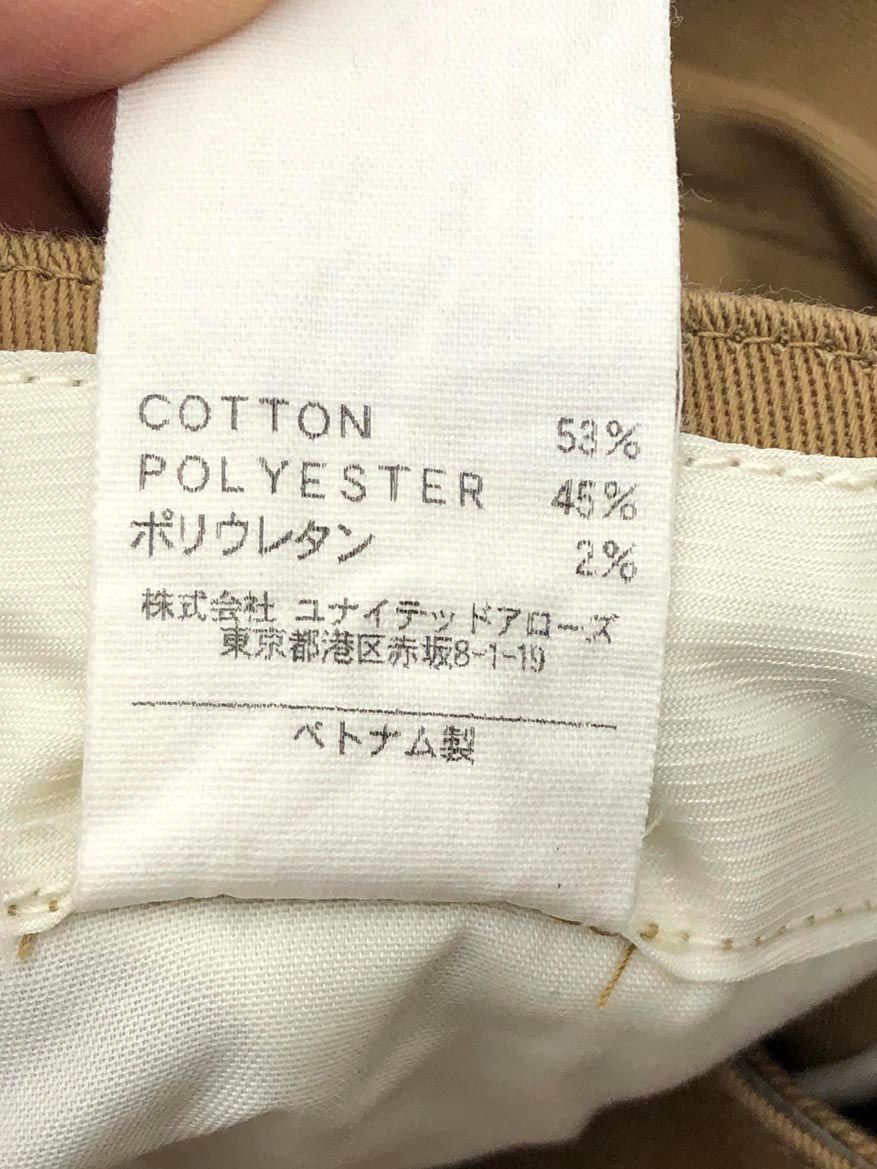 COTTON 53%
POLYESTER 45%
ポリウレタン 2%
株式会社 ユナイテッドアローズ
東京都港区赤坂8-1-19
ベトナム製